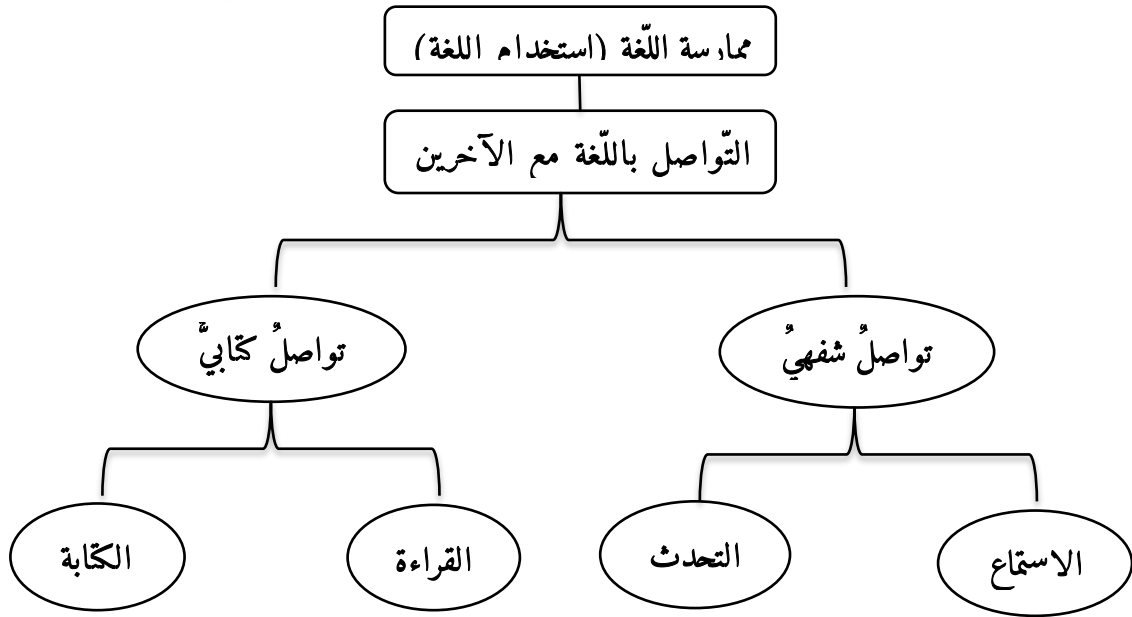 ممارسة اللّغة (استخدام اللغة)
التّواصل باللّغة مع الآخرين
تواصلٌ شفهيٌّ
تواصلٌ كتابيٌّ
الاستماع
التحدث
القراءة
الكتابة